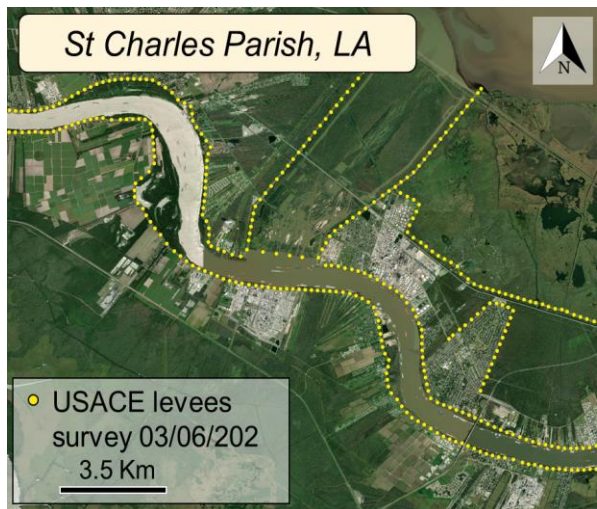 St Charles Parish, LA
N
USACE levees
survey 03/06/202
3.5 Km